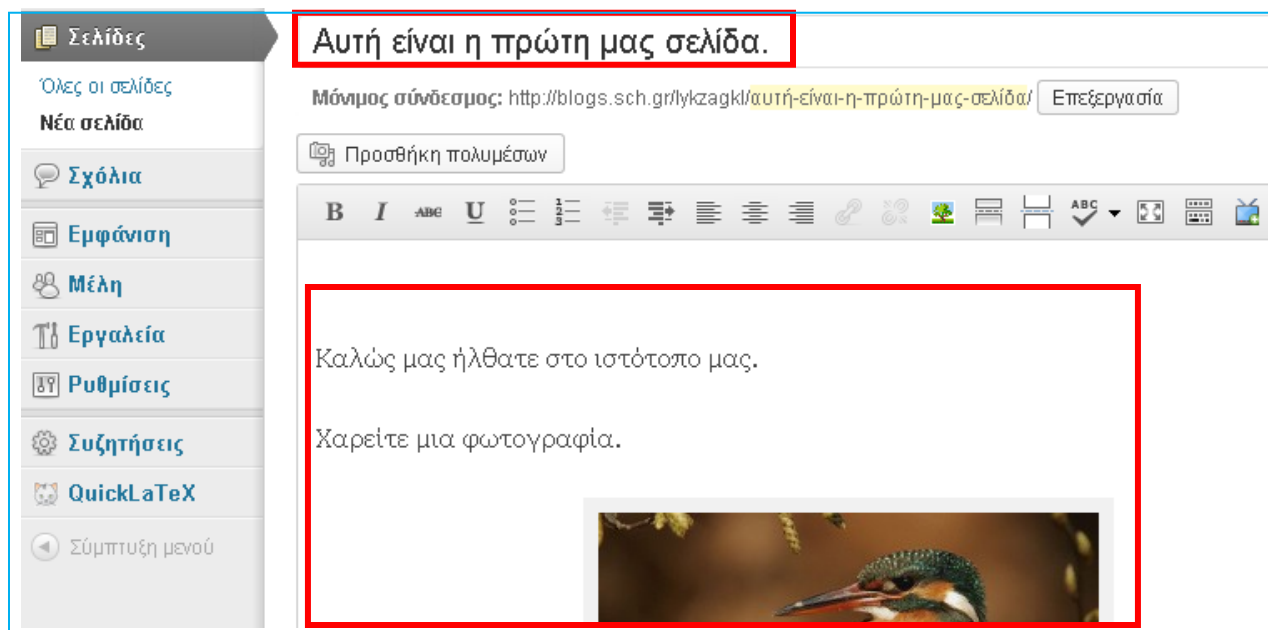 Σελίδες
Όλες οι σελίδες
Νέα σελίδα
Σχόλια
Εμφάνιση
Μέλη
Εργαλεία
Ρυθμίσεις
Συζητήσεις
QuickLaTeX
Σύμπτυξη μενού
Αυτή είναι η πρώτη μας σελίδα.
Μόνιμος σύνδεσμος: http://blogs.sch.gr/lykzagkl/αυτή-είναι-η-πρώτη-μας-σελίδα/ Επεξεργασία
Προσθήκη πολυμέσων
B I ABC U ABC
Καλώς μας ήλθατε στο ιστότοπο μας.
Χαρείτε μια φωτογραφία.